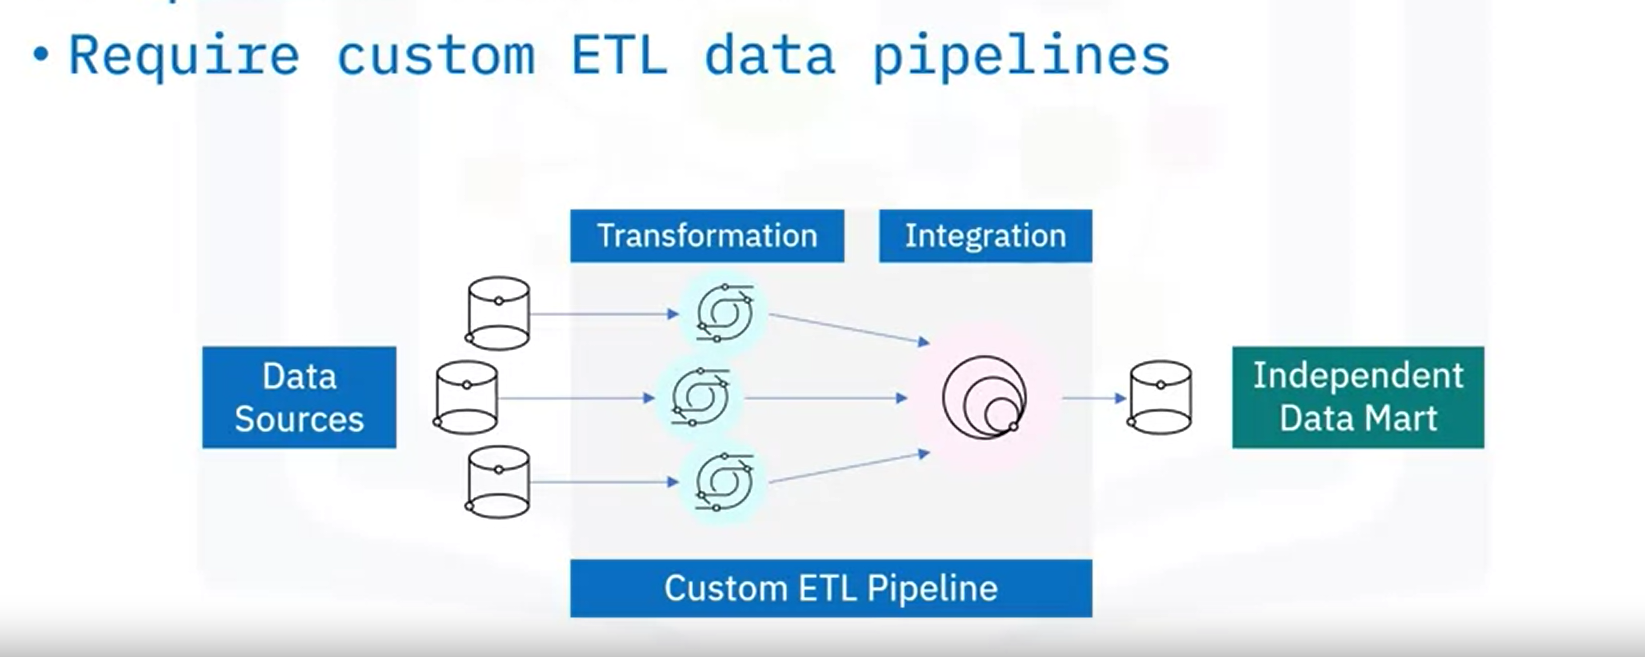 • Require custom ETL data pipelines
Transformation
Integration
Data
Sources
Independent
Data Mart
Custom ETL Pipeline